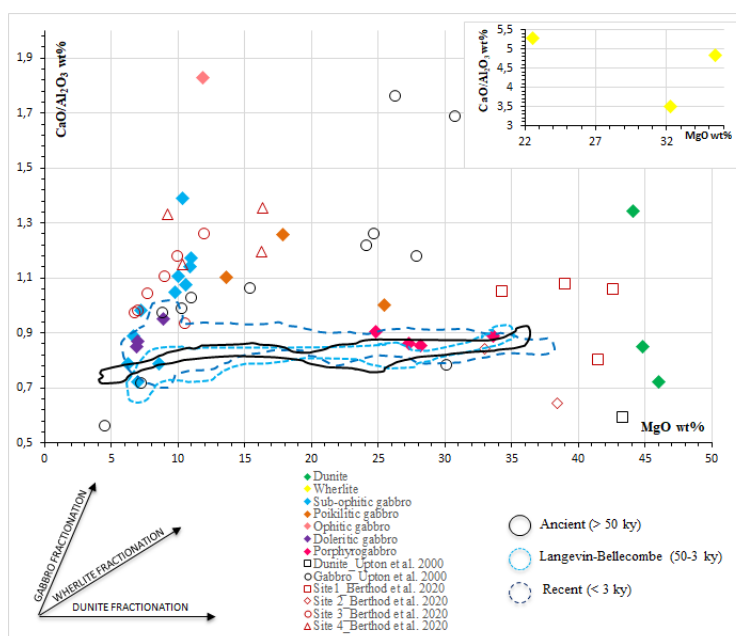 CaO/Al₂O₃ wt%
1,9
1,7
1,5
1,3
1,1
0,9
0,7
0,5
0 5 10 15 20 25 30 35 40 45 50
MgO wt%
CaO/Al₂O₃ wt%
5,5
5
4,5
4
3,5
3
22 27 32
MgO wt%
GABBRO FRACTIONATION
WHERLITE FRACTIONATION
DUNITE FRACTIONATION
Dunite
Wherlite
Sub-ophitic gabbro
Poikilitic gabbro
Ophitic gabbro
Doleritic gabbro
Porphyrogabbro
Dunite_Upton et al. 2000
Gabbro_Upton et al. 2000
Site1_Berthod et al. 2020
Site 2_Berthod et al. 2020
Site 3_Berthod et al. 2020
Site 4_Berthod et al. 2020
Ancient (> 50 ky)
Langevin-Bellecombe (50-3 ky)
Recent (< 3 ky)